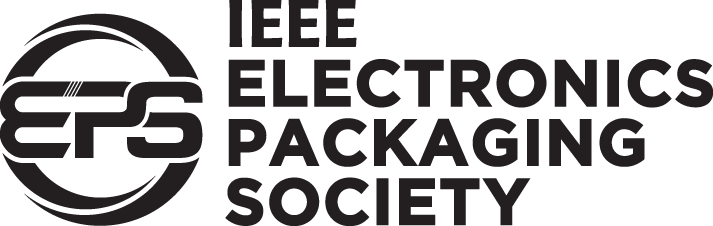 EPS
IEEE
ELECTRONICS
PACKAGING
SOCIETY